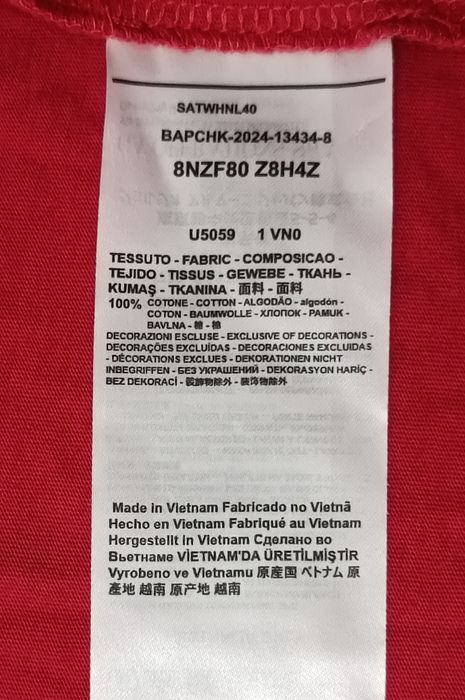 SATWHNL40
BAPCHK-2024-13434-8
8NZF80 Z8H4Z
U5059 1 VN0
TESSUTO - FABRIC - COMPOSICAO -
TEJIDO - TISSUS - GEWEBE - ТКАНЬ -
KUMAŞ - TKANINA - 面料 - 面料
100% COTONE - COTTON - ALGODÃO - algodón -
COTON - BAUMWOLLE - ХЛОПОК - PAMUK -
BAVLNA - 棉 - 棉
DECORAZIONI ESCLUSE - EXCLUSIVE OF DECORATIONS -
DECORAÇÕES EXCLUÍDAS - DECORACIONES EXCLUIDAS
- DÉCORATIONS EXCLUES - DEKORATIONEN NICHT
INBEGRIFFEN - БЕЗ УКРАШЕНИЙ - DEKORASYON HARİÇ -
BEZ DEKORACÍ - 裝飾物除外 - 装饰物除外
Made in Vietnam Fabricado no Vietnã
Hecho en Vietnam Fabriqué au Vietnam
Hergestellt in Vietnam Сделано во
Вьетнаме VİETNAM'DA ÜRETİLMİŞTİR
Vyrobeno ve Vietnamu 原産国 ベトナム 原
產地 越南 原产地 越南